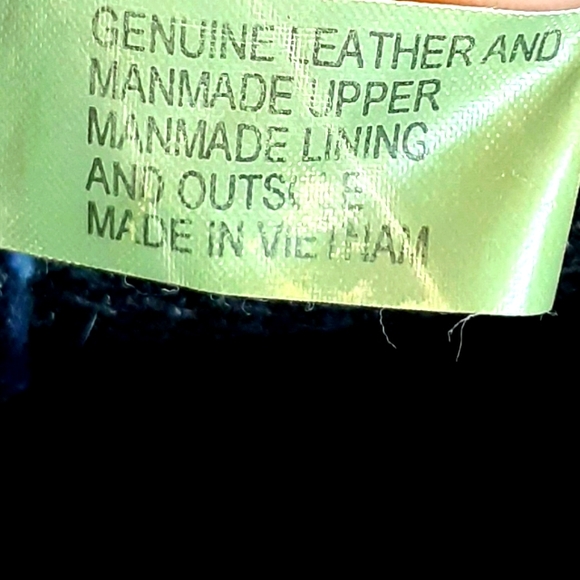 GENUINE LEATHER AND
MANMADE UPPER
MANMADE LINING
AND OUTSOLE
MADE IN VIETNAM